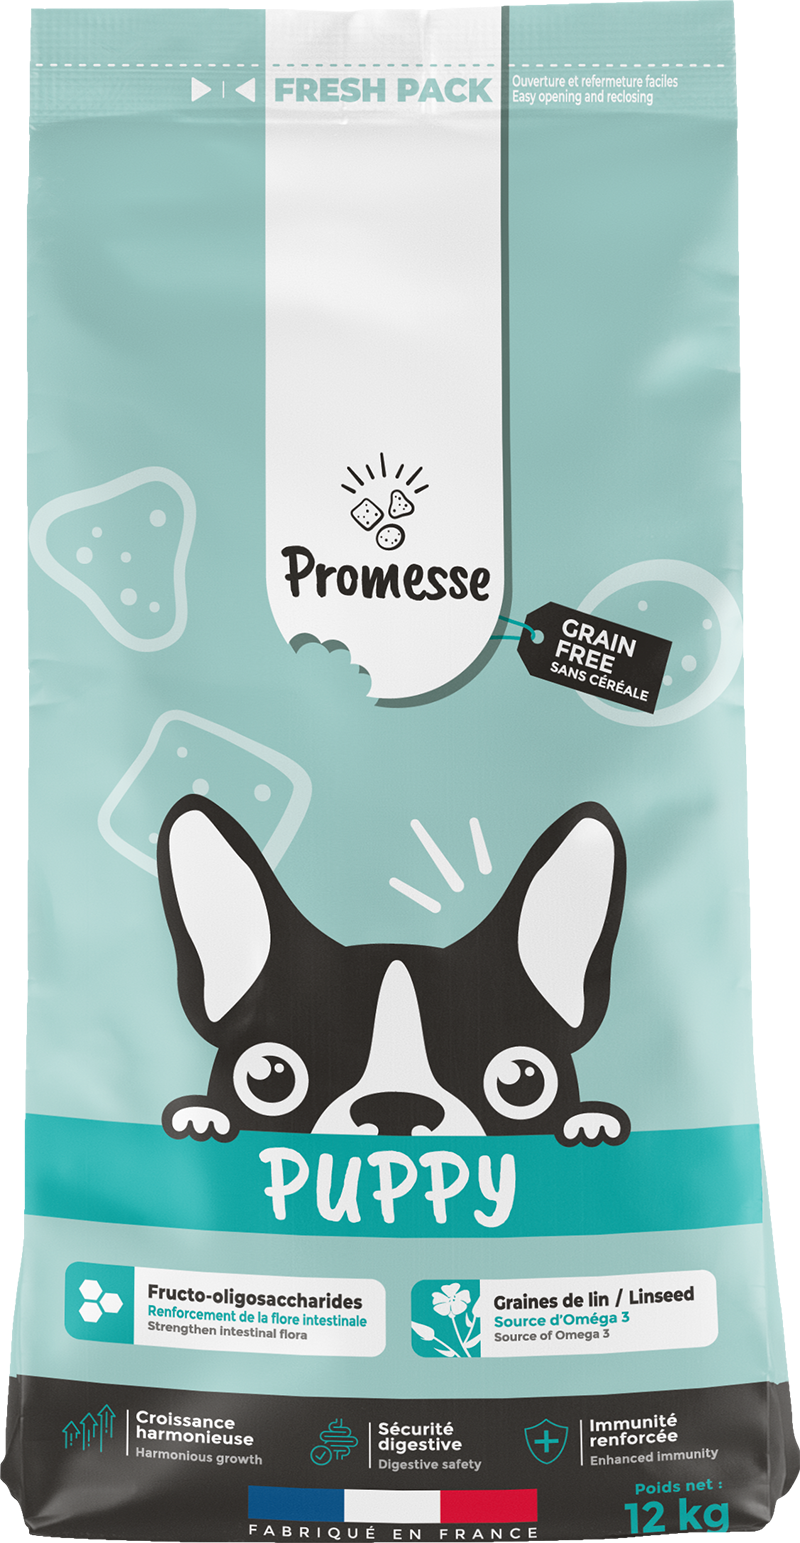 FRESH PACK
Ouverture et refermeture faciles
Easy opening and reclosing
Promesse
GRAIN
FREE
SANS CÉRÉALE
PUPPY
Fructo-oligosaccharides
Renforcement de la flore intestinale
Strengthen intestinal flora
Graines de lin / Linseed
Source d'Oméga 3
Source of Omega 3
Croissance
harmonieuse
Harmonious growth
Sécurité
digestive
Digestive safety
Immunité
renforcée
Enhanced immunity
FABRIQUÉ EN FRANCE
Poids net :
12 kg